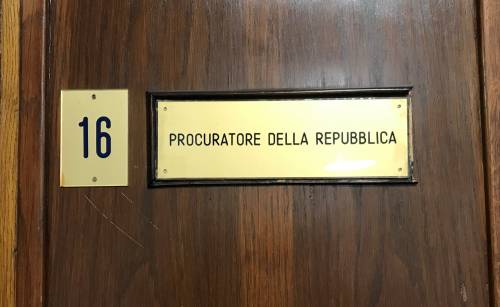 16
PROCURATORE DELLA REPUBBLICA